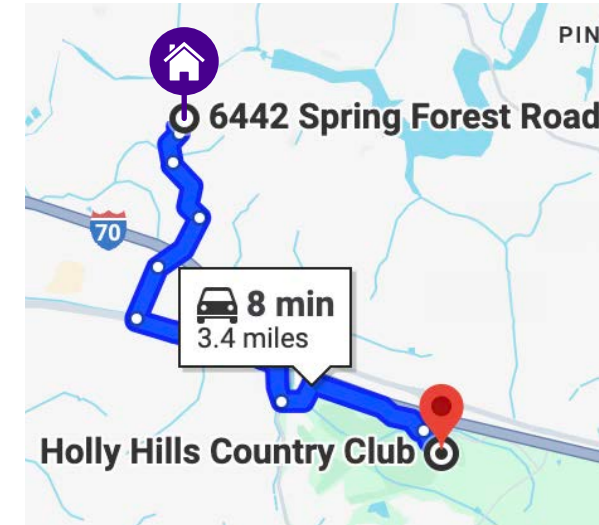 PIN
6442 Spring Forest Road
70
8 min
3.4 miles
Holly Hills Country Club